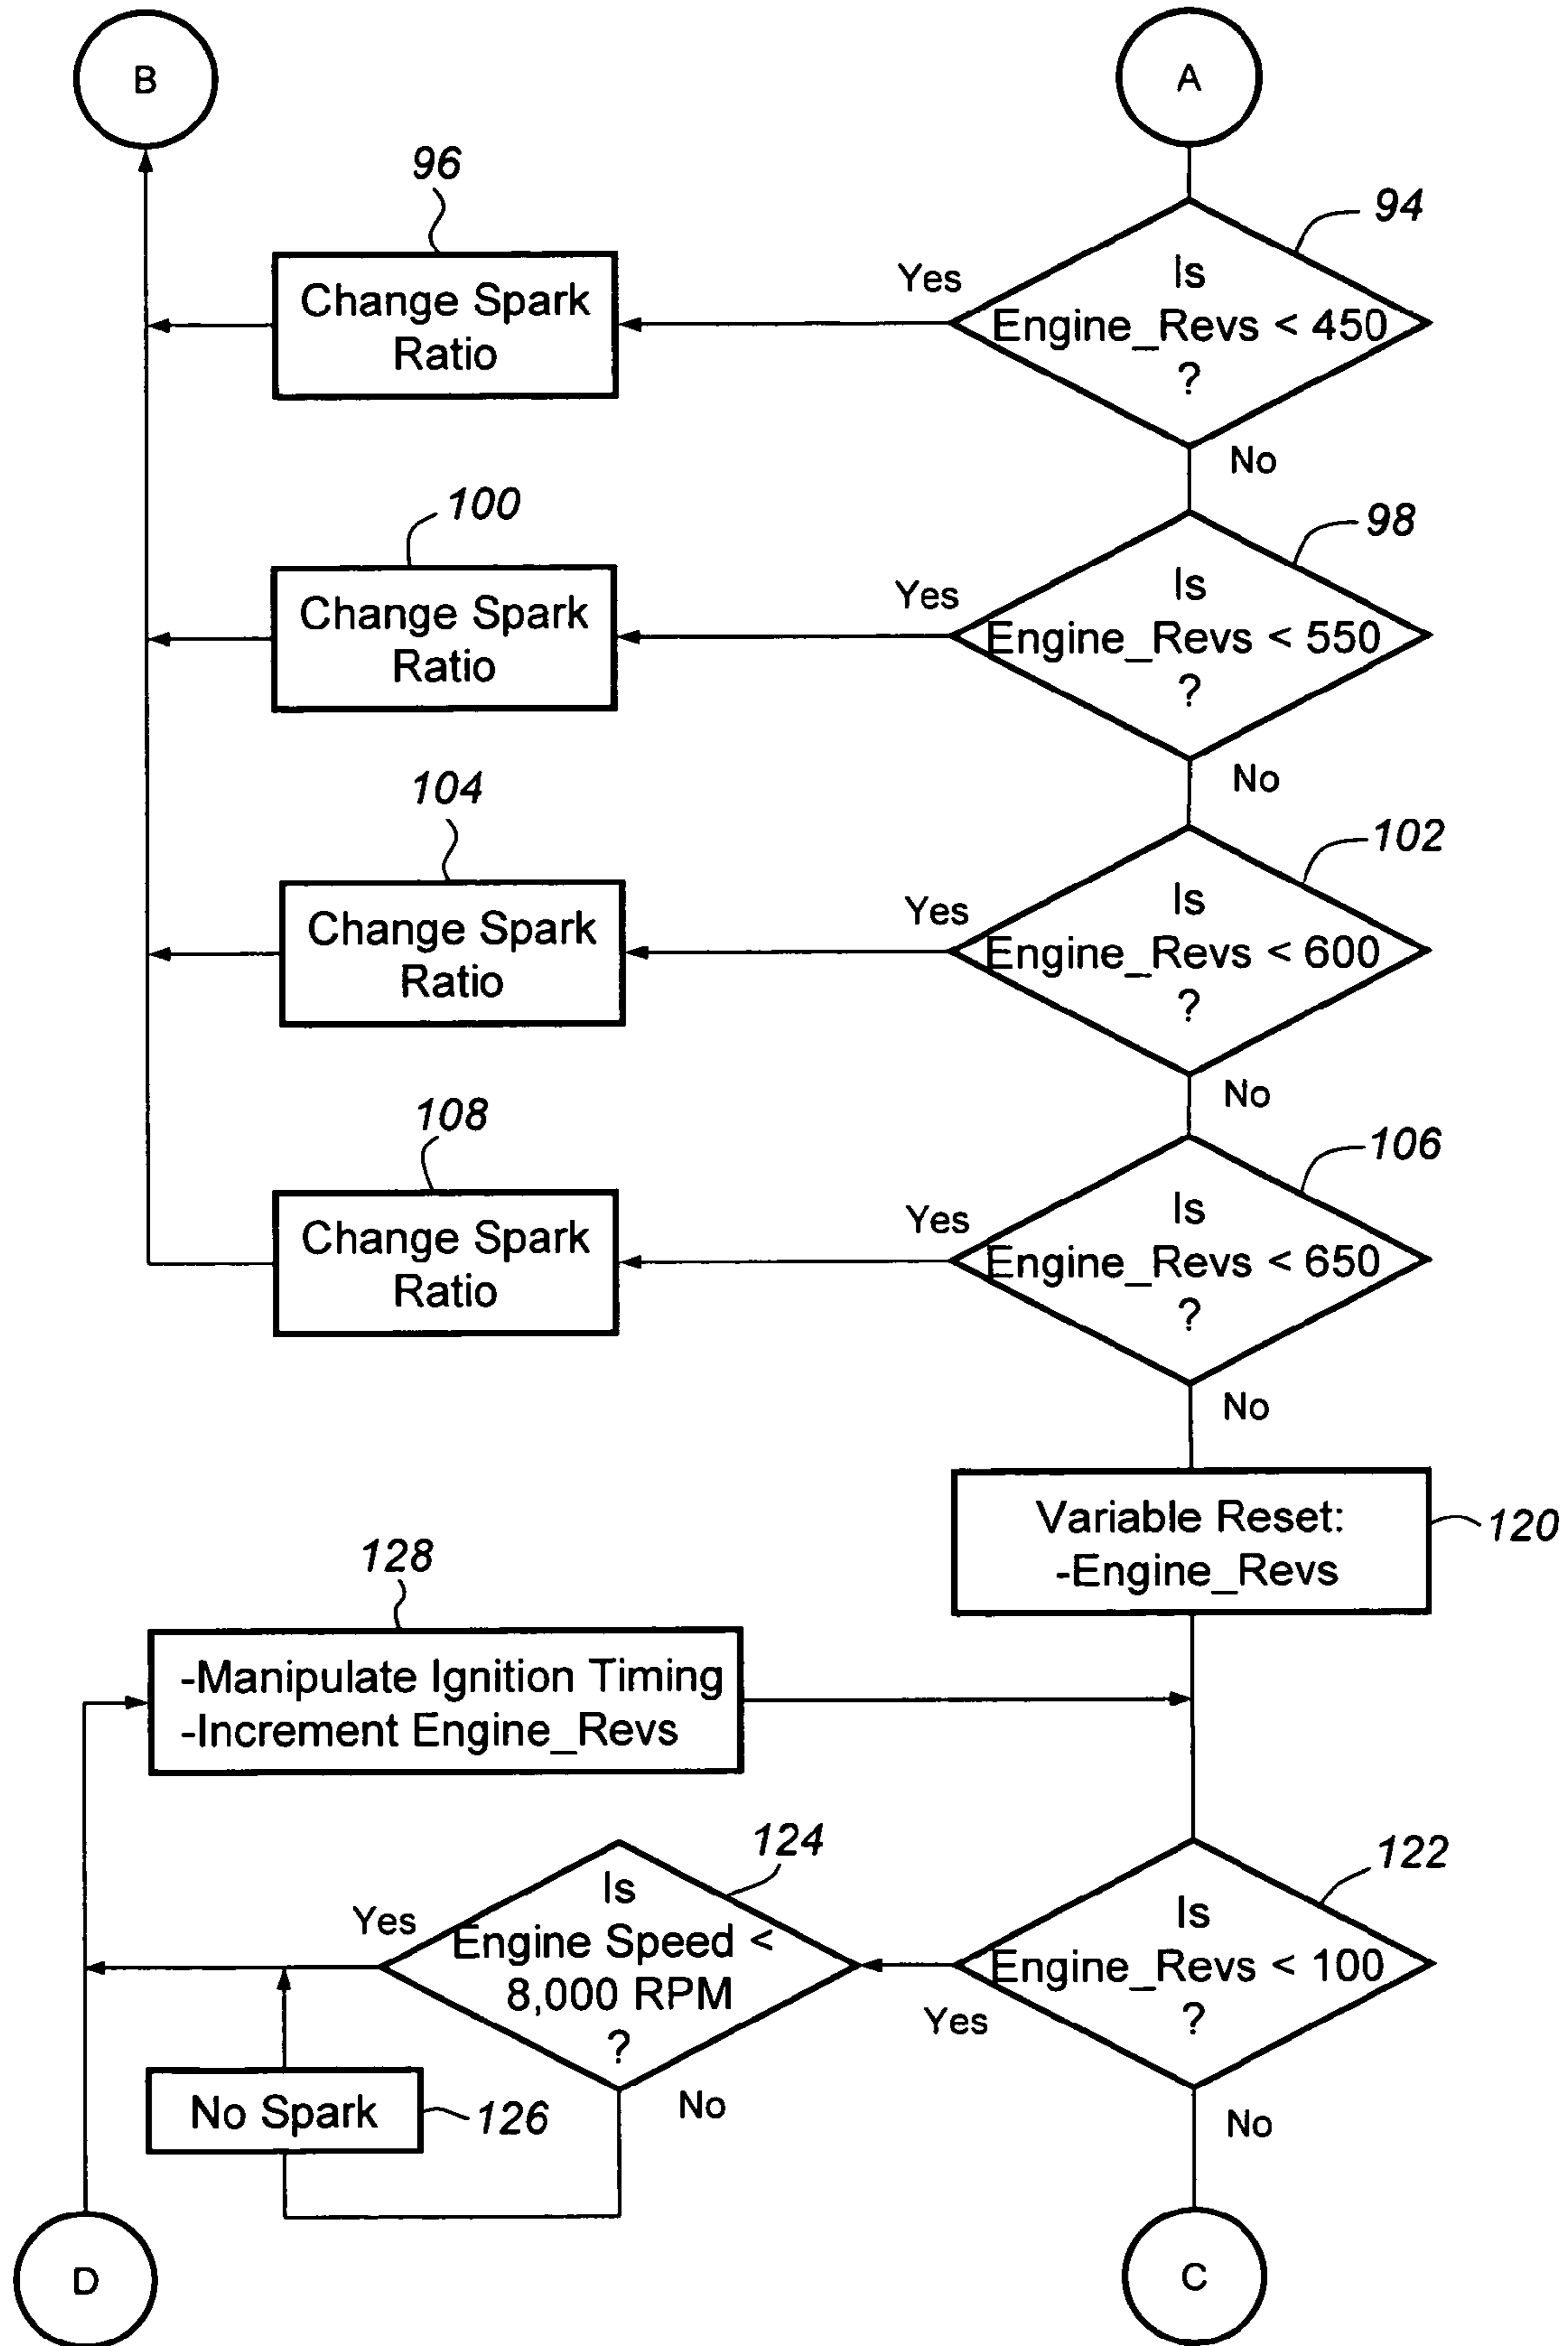 B
A
96
94
Change Spark
Ratio
Yes
Is
Engine_Revs < 450
?
No
100
98
Change Spark
Ratio
Yes
Is
Engine_Revs < 550
?
No
104
102
Change Spark
Ratio
Yes
Is
Engine_Revs < 600
?
No
108
106
Change Spark
Ratio
Yes
Is
Engine_Revs < 650
?
No
Variable Reset:
-Engine_Revs
120
128
-Manipulate Ignition Timing
-Increment Engine_Revs
124
122
Yes
Is
Engine Speed <
8,000 RPM
?
No
Is
Engine_Revs < 100
?
Yes
No
No Spark
126
D
C